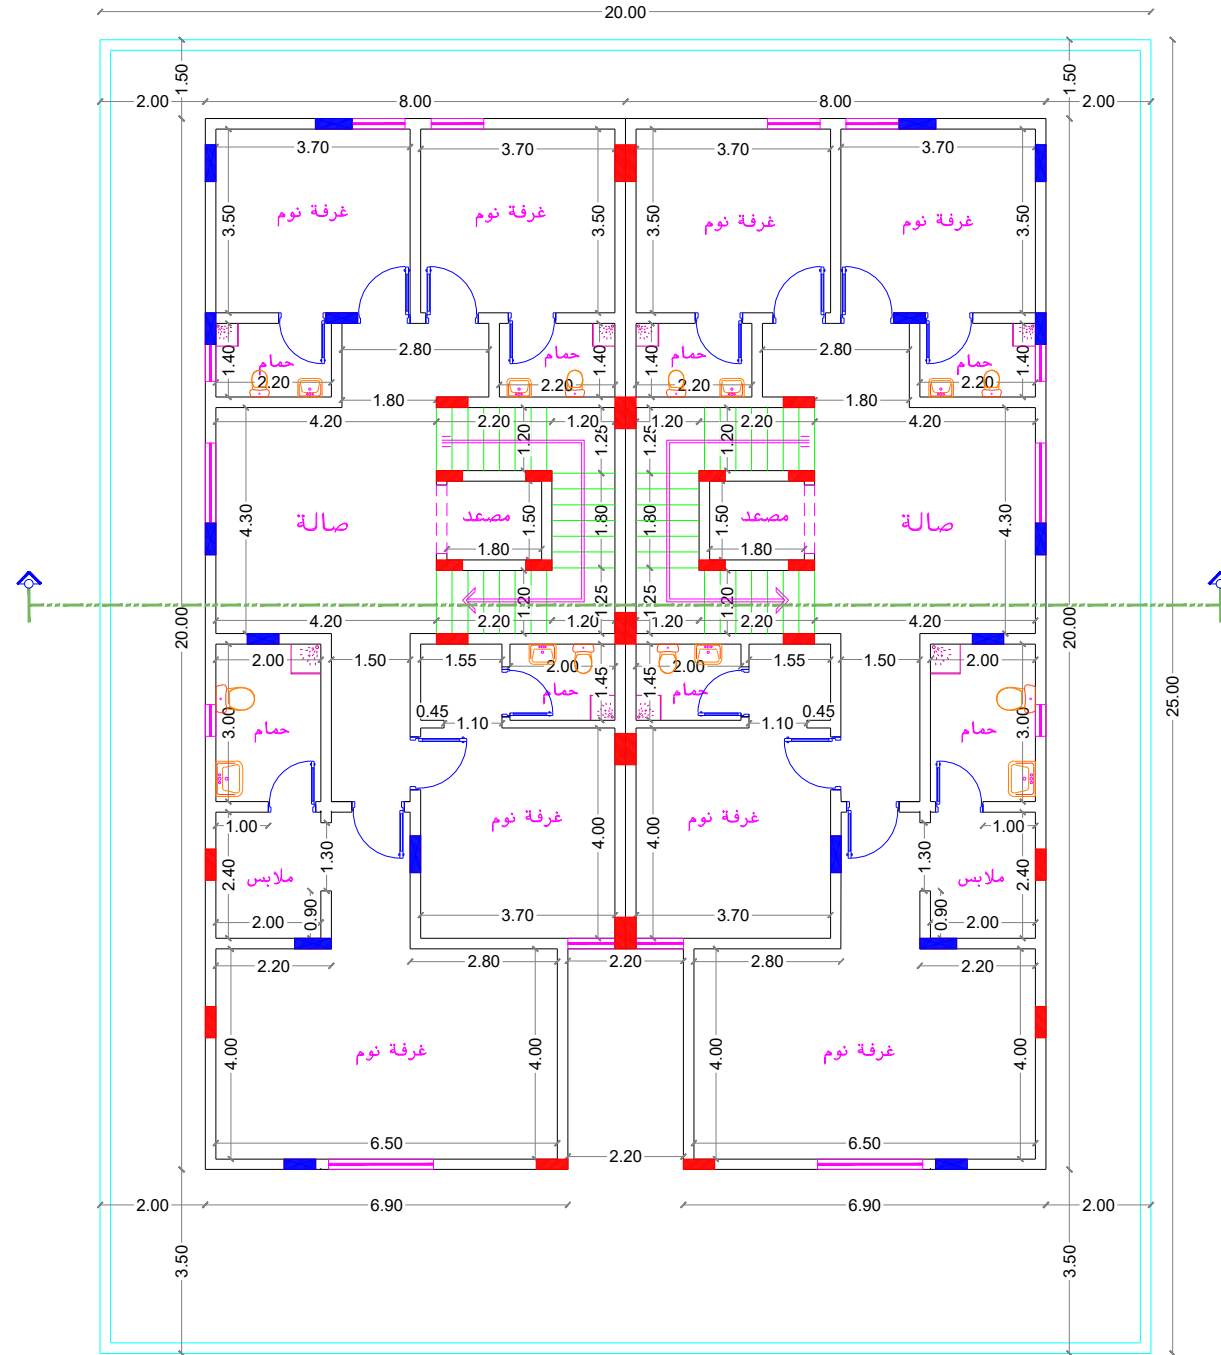 20.00
1.50 1.50
2.00 8.00 8.00 2.00
3.70 3.70 3.70 3.70
3.50 3.50 3.50 3.50
غرفة نوم غرفة نوم غرفة نوم غرفة نوم
2.80 2.80
1.40 1.40 1.40 1.40
حمام حمام حمام حمام
2.20 2.20 2.20 2.20
1.80 1.80
4.20 2.20 1.20 1.20 2.20 4.20
1.20 1.25 1.25 1.20
4.30 1.50 1.80 1.80 1.50 4.30
صالة مصعد مصعد صالة
1.80 1.80
1.20 1.25 1.25 1.20
4.20 2.20 1.20 1.20 2.20 4.20
20.00 20.00
2.00 1.50 1.55 2.00 2.00 1.55 1.50 2.00
1.45 1.45
حمام حمام
25.00
3.00 0.45 1.10 1.10 0.45 3.00
حمام حمام
غرفة نوم غرفة نوم
1.00 4.00 4.00 1.00
1.30 1.30
2.40 ملابس ملابس 2.40
2.00 0.90 3.70 3.70 0.90 2.00
2.20 2.80 2.20 2.80 2.20
4.00 4.00 4.00 4.00
غرفة نوم غرفة نوم
6.50 6.50
2.20
2.00 6.90 6.90 2.00
3.50 3.50